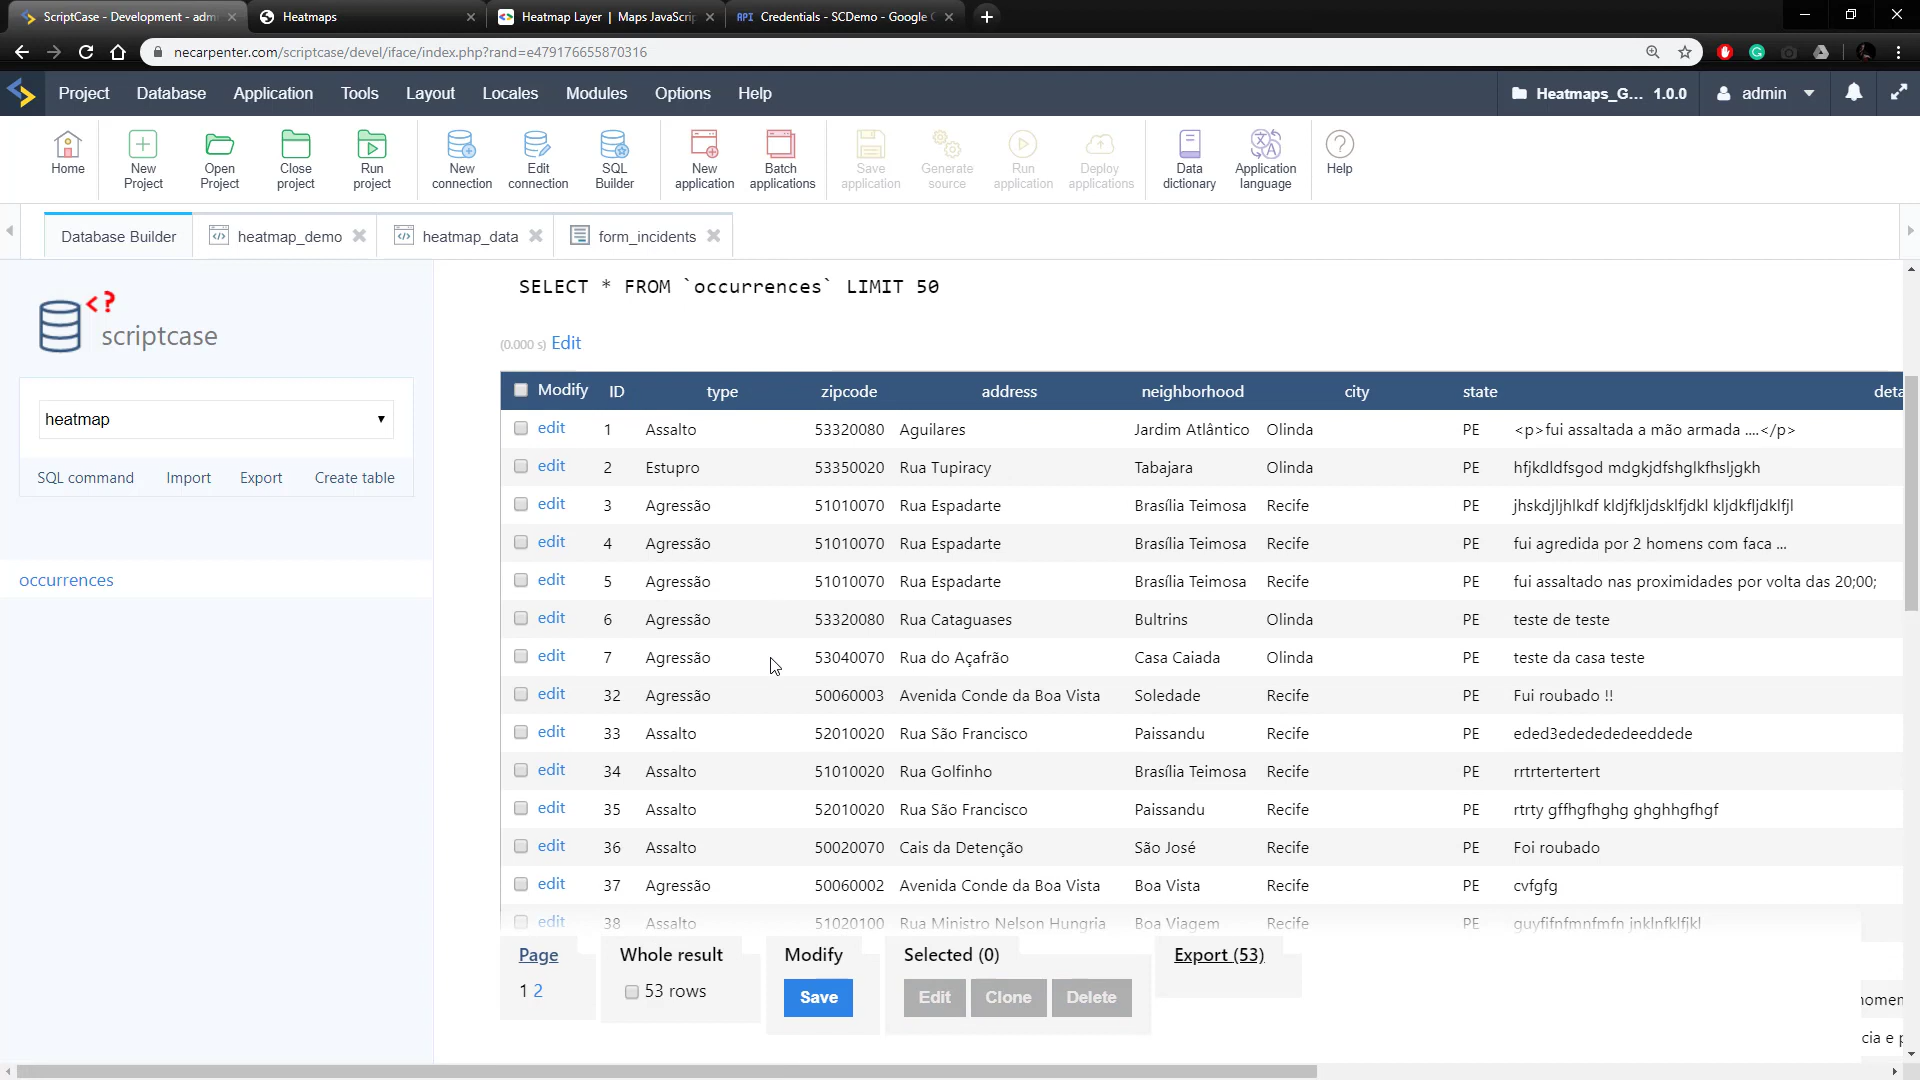 ScriptCase - Development - adm
Heatmaps
Heatmap Layer | Maps JavaScri
API Credentials - SCDemo - Google
necarpenter.com/scriptcase/devel/iface/index.php?rand=e479176655870316
Project Database Application Tools Layout Locales Modules Options Help
Heatmaps_G... 1.0.0 admin
Home
New Project
Open Project
Close project
Run project
New connection
Edit connection
SQL Builder
New application
Batch applications
Save application
Generate source
Run application
Deploy applications
Data dictionary
Application language
Help
Database Builder heatmap_demo heatmap_data form_incidents
<? scriptcase
heatmap
SQL command Import Export Create table
occurrences
SELECT * FROM `occurrences` LIMIT 50
(0.000 s) Edit
Modify ID type zipcode address neighborhood city state deta
edit 1 Assalto 53320080 Aguilares Jardim Atlântico Olinda PE <p>fui assaltada a mão armada ....</p>
edit 2 Estupro 53350020 Rua Tupiracy Tabajara Olinda PE hfjkdldfsgod mdgkjdfshglkfhsljgkh
edit 3 Agressão 51010070 Rua Espadarte Brasília Teimosa Recife PE jhskdjljhlkdf kldjfkljdsklfjdkl kljdkfljdklfjl
edit 4 Agressão 51010070 Rua Espadarte Brasília Teimosa Recife PE fui agredida por 2 homens com faca ...
edit 5 Agressão 51010070 Rua Espadarte Brasília Teimosa Recife PE fui assaltado nas proximidades por volta das 20;00;
edit 6 Agressão 53320080 Rua Cataguases Bultrins Olinda PE teste de teste
edit 7 Agressão 53040070 Rua do Açafrão Casa Caiada Olinda PE teste da casa teste
edit 32 Agressão 50060003 Avenida Conde da Boa Vista Soledade Recife PE Fui roubado !!
edit 33 Assalto 52010020 Rua São Francisco Paissandu Recife PE eded3edededeeddede
edit 34 Assalto 51010020 Rua Golfinho Brasília Teimosa Recife PE rrtrtertertert
edit 35 Assalto 52010020 Rua São Francisco Paissandu Recife PE rtrty gffhgfhghg ghghhgfhgf
edit 36 Assalto 50020070 Cais da Detenção São José Recife PE Foi roubado
edit 37 Agressão 50060002 Avenida Conde da Boa Vista Boa Vista Recife PE cvfgfg
edit 38 Assalto 51020100 Rua Ministro Nelson Hungria Boa Viagem Recife PE guyfifnfmnfmfn jnklnfklfjkl
Page Whole result Modify Selected (0) Export (53)
1 2 53 rows Save Edit Clone Delete
nomen
cia e p